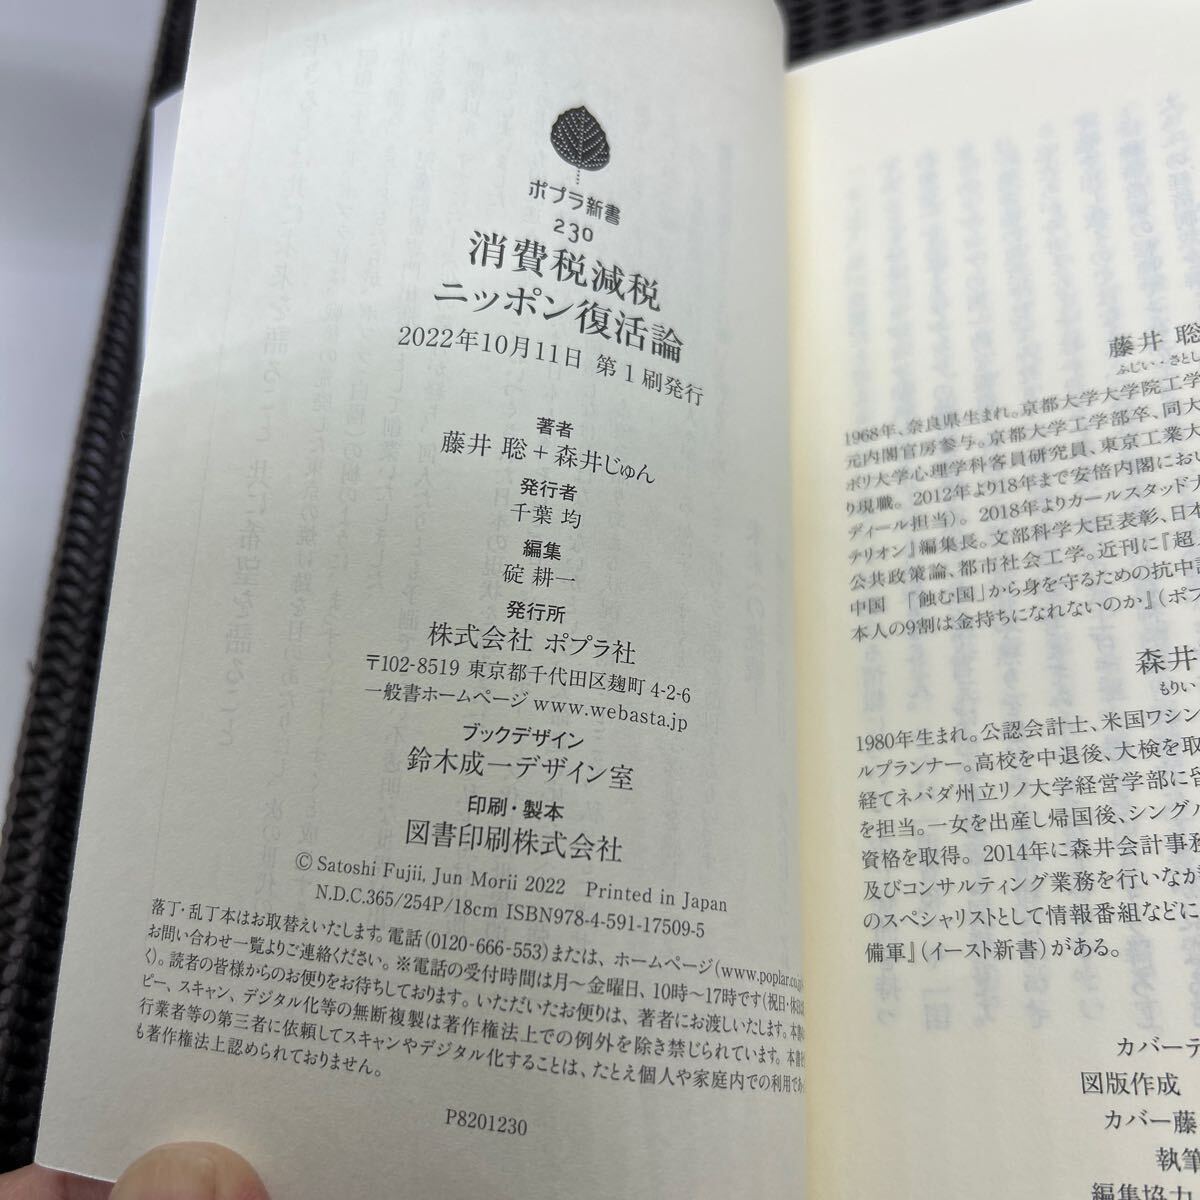 ポプラ新書
230
消費税減税
ニッポン復活論
2022年10月11日 第1刷発行
著者
藤井 聡＋森井じゅん
発行者
千葉 均
編集
碇 耕一
発行所
株式会社 ポプラ社
〒102-8519 東京都千代田区麹町 4-2-6
一般書ホームページ www.webasta.jp
ブックデザイン
鈴木成一デザイン室
印刷・製本
図書印刷株式会社
© Satoshi Fujii, Jun Morii 2022 Printed in Japan
N.D.C.365/254P/18cm ISBN978-4-591-17509-5
落丁・乱丁本はお取替えいたします。電話（0120-666-553）または、ホームページ（www.poplar.co.j
お問い合わせ一覧よりご連絡ください。※電話の受付時間は月〜金曜日、10時〜17時です（祝日・休日は
く）。読者の皆様からのお便りをお待ちしております。いただいたお便りは、著者にお渡しいたします。本書の
ピー、スキャン、デジタル化等の無断複製は著作権法上での例外を除き禁じられています。本書を
行業者等の第三者に依頼してスキャンやデジタル化することは、たとえ個人や家庭内での利用であ
も著作権法上認められておりません。
P8201230
藤井 聡
ふじい・さとし
1968年、奈良県生まれ。京都大学大学院工学
元内閣官房参与。京都大学工学部卒、同大
ボリ大学心理学科客員研究員、東京工業大
り現職。2012年より18年まで安倍内閣におい
ディール担当）。2018年よりカールスタッド大
テリオン』編集長。文部科学大臣表彰、日本
公共政策論、都市社会工学。近刊に『超
中国 「蝕む国」から身を守るための抗中
本人の9割は金持ちになれないのか』（ポプ
森井
もりい
1980年生まれ。公認会計士、米国ワシン
ルプランナー。高校を中退後、大検を取
経てネバダ州立リノ大学経営学部に留
を担当。一女を出産し帰国後、シングル
資格を取得。2014年に森井会計事務
及びコンサルティング業務を行いなが
のスペシャリストとして情報番組などに
備軍』（イースト新書）がある。
カバーデ
図版作成
カバー藤
執筆
編集協力